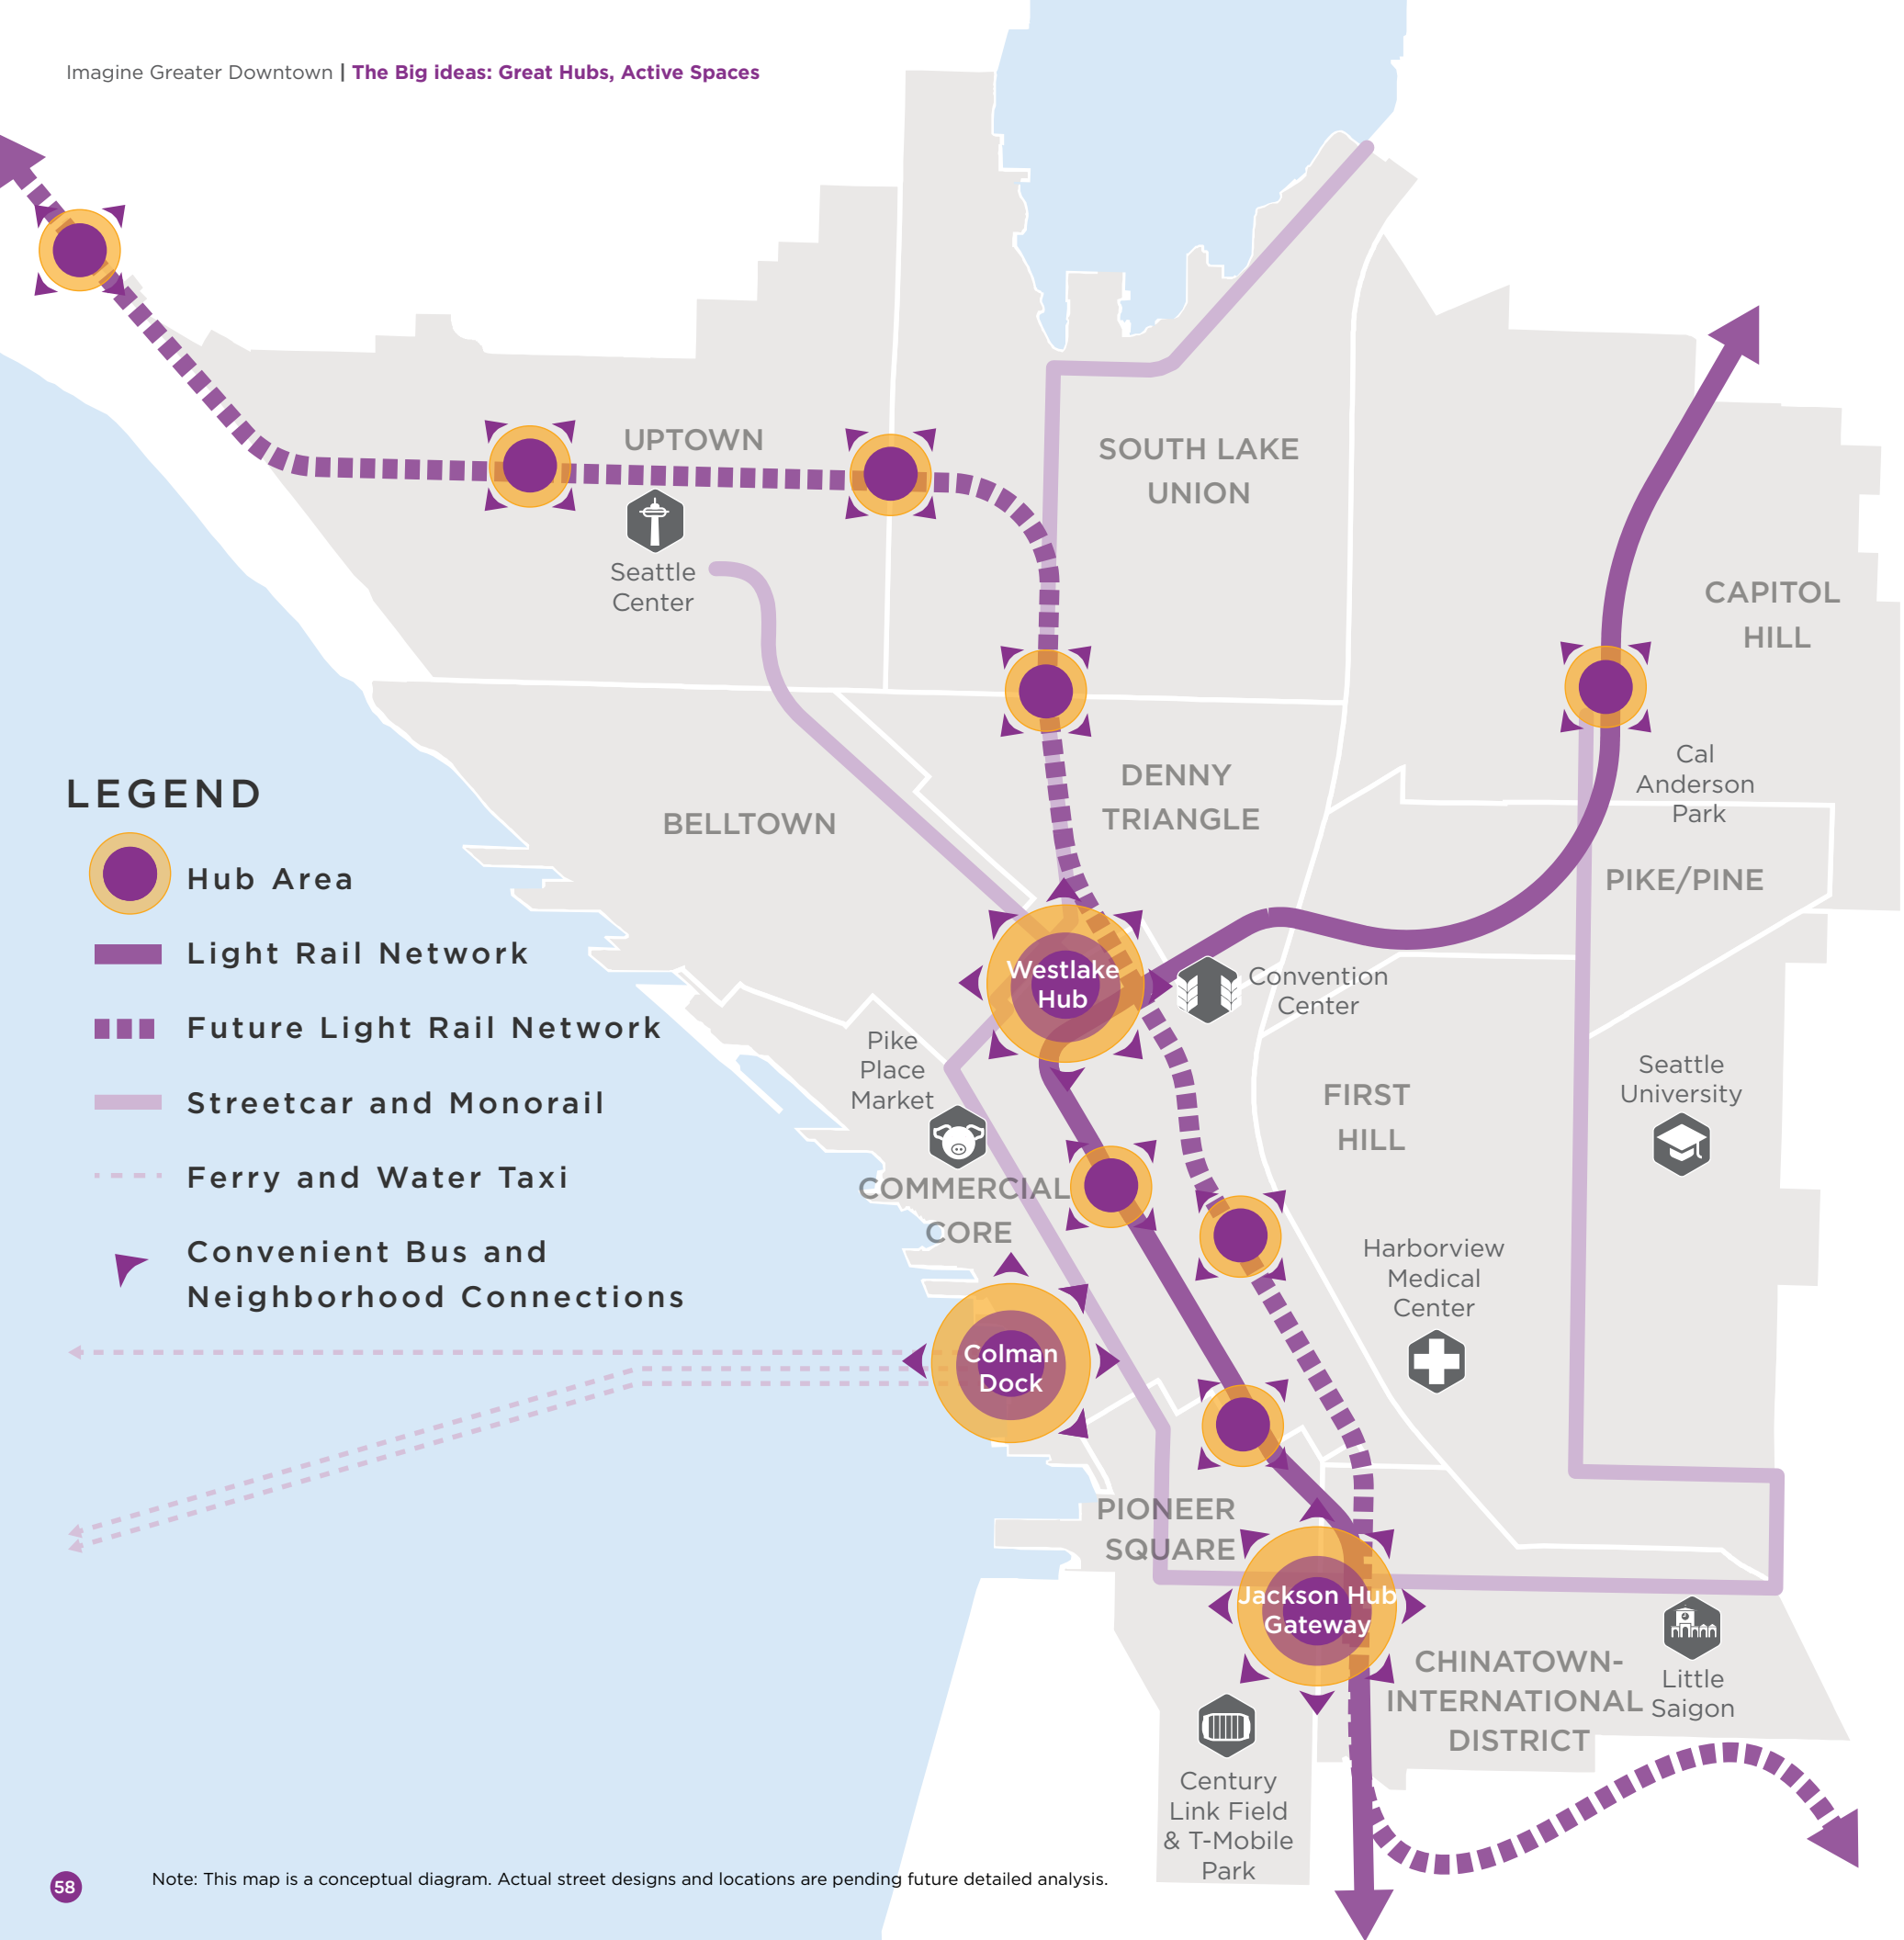 Imagine Greater Downtown | The Big ideas: Great Hubs, Active Spaces
UPTOWN
SOUTH LAKE
UNION
Seattle
Center
CAPITOL
HILL
Cal
Anderson
Park
DENNY
TRIANGLE
BELLTOWN
PIKE/PINE
LEGEND
Hub Area
Light Rail Network
Future Light Rail Network
Streetcar and Monorail
Ferry and Water Taxi
Convenient Bus and
Neighborhood Connections
Westlake
Hub
Convention
Center
Pike
Place
Market
Seattle
University
FIRST
HILL
COMMERCIAL
CORE
Harborview
Medical
Center
Colman
Dock
PIONEER
SQUARE
Jackson Hub
Gateway
CHINATOWN-
INTERNATIONAL
DISTRICT
Little
Saigon
Century
Link Field
& T-Mobile
Park
58
Note: This map is a conceptual diagram. Actual street designs and locations are pending future detailed analysis.